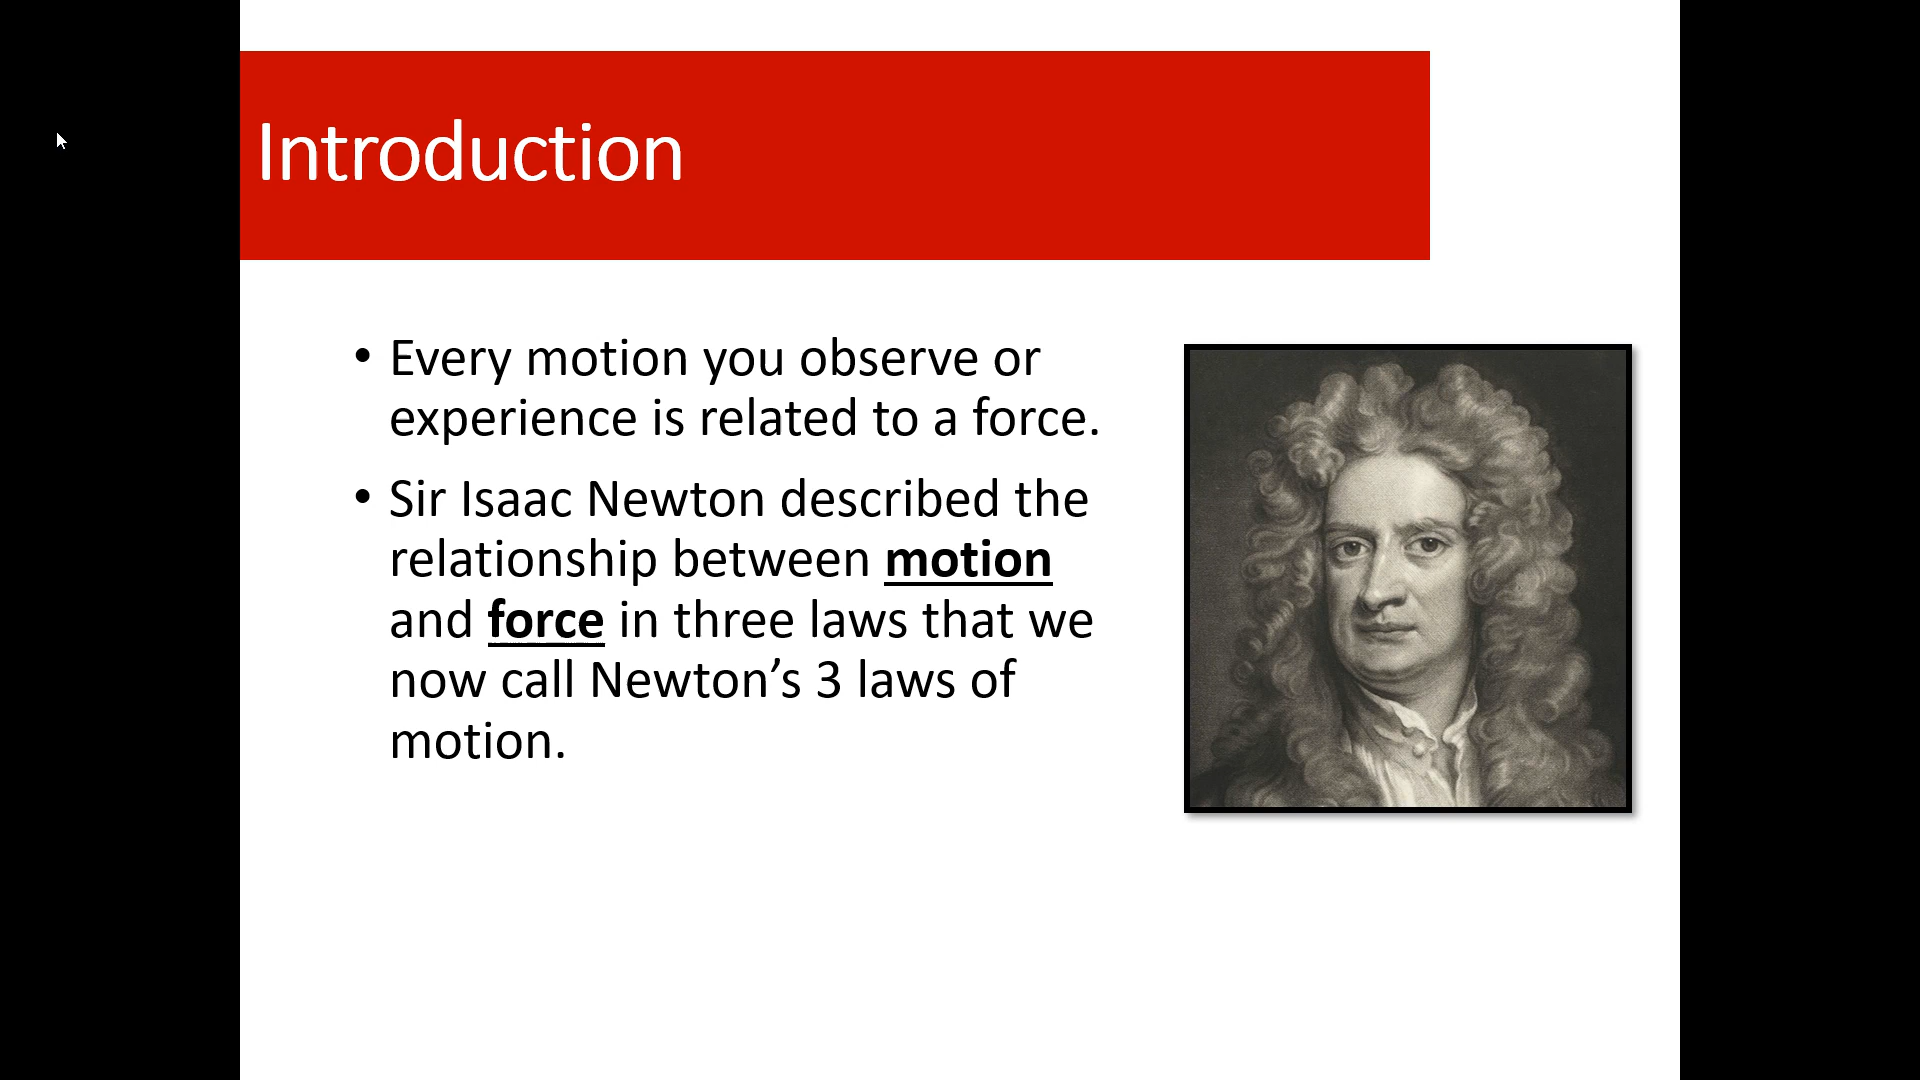 Introduction
• Every motion you observe or
experience is related to a force.
• Sir Isaac Newton described the
relationship between motion
and force in three laws that we
now call Newton’s 3 laws of
motion.